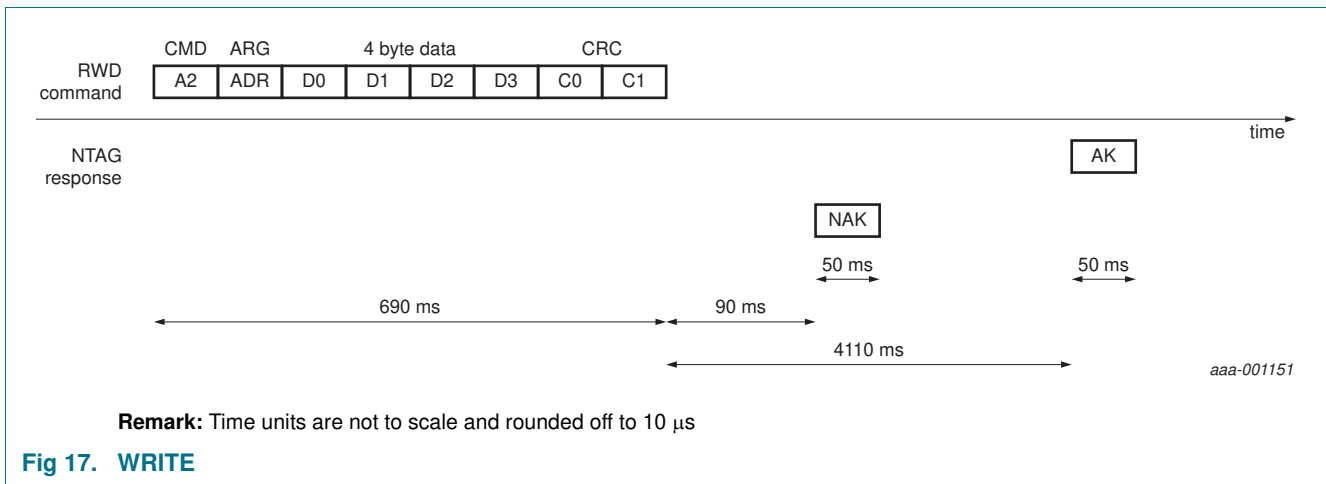 CMD ARG 4 byte data CRC
RWD
command
A2 ADR D0 D1 D2 D3 C0 C1
time
NTAG
response
AK
NAK
50 ms 50 ms
690 ms 90 ms
4110 ms
aaa-001151
Remark: Time units are not to scale and rounded off to 10 μs
Fig 17. WRITE